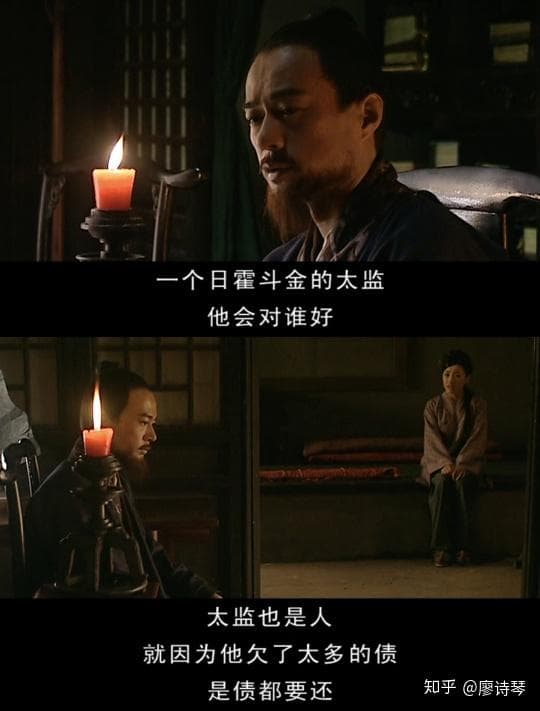 一个日霍斗金的太监
他会对谁好
太监也是人
就因为他欠了太多的债
是债都要还
知乎 @廖诗琴